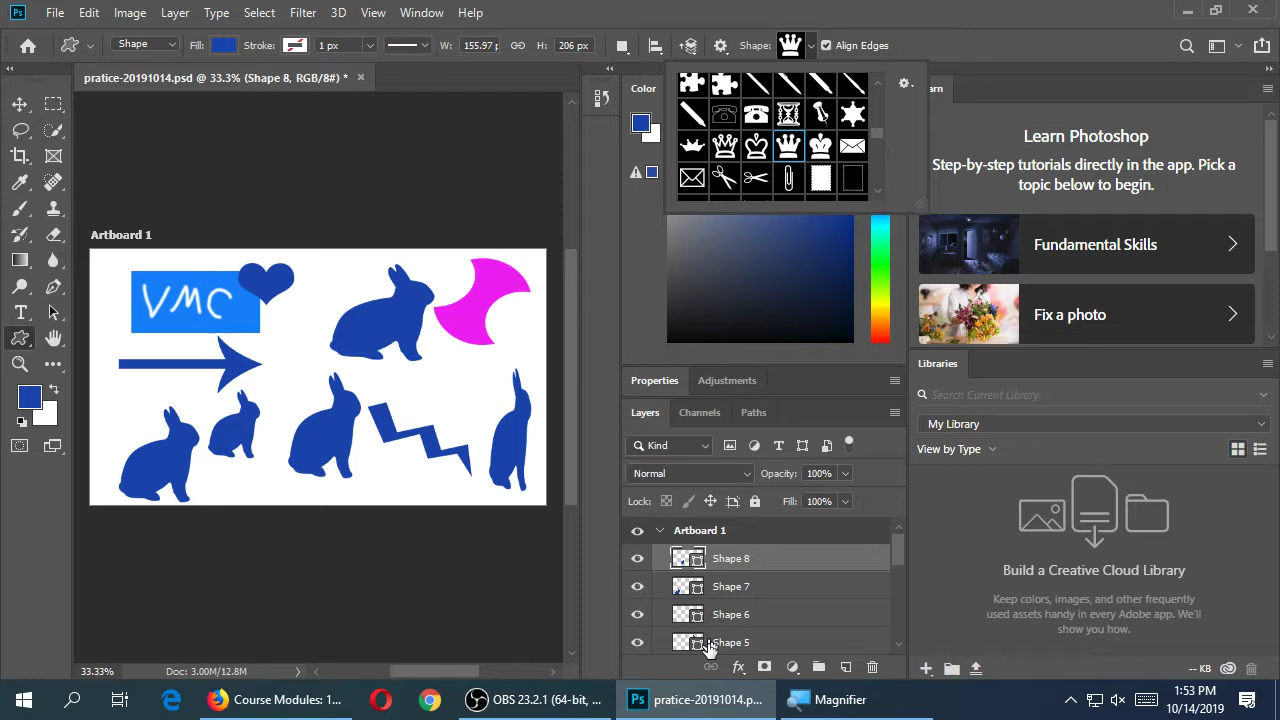 Ps File Edit Image Layer Type Select Filter 3D View Window Help
Shape Fill: Stroke: 1 px W: 155.97 p H: 206 px Shape: Align Edges
pratice-20191014.psd @ 33.3% (Shape 8, RGB/8#) *
Color
Learn Photoshop
Step-by-step tutorials directly in the app. Pick a
topic below to begin.
Artboard 1
Fundamental Skills
VMC
Fix a photo
Libraries
Properties Adjustments
Search Current Library
Layers Channels Paths
My Library
Kind
View by Type
Normal Opacity: 100%
Lock: Fill: 100%
Artboard 1
Shape 8
Build a Creative Cloud Library
Shape 7
Keep colors, images, and other frequently
used assets handy in every Adobe app. We'll
show you how.
Shape 6
Shape 5
33.33% Doc: 3.00M/12.8M
fx
-- KB
Firefox Course Modules: 1... OBS 23.2.1 (64-bit, ... Ps pratice-20191014.p... Magnifier
1:53 PM
10/14/2019